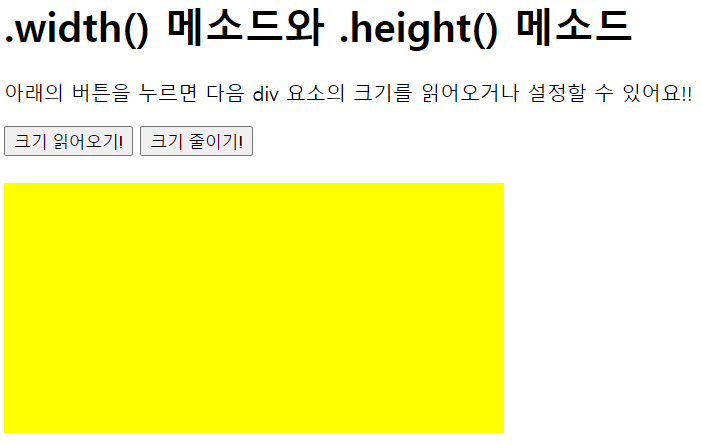 .width() 메소드와 .height() 메소드
아래의 버튼을 누르면 다음 div 요소의 크기를 읽어오거나 설정할 수 있어요!!
크기 읽어오기! 크기 줄이기!